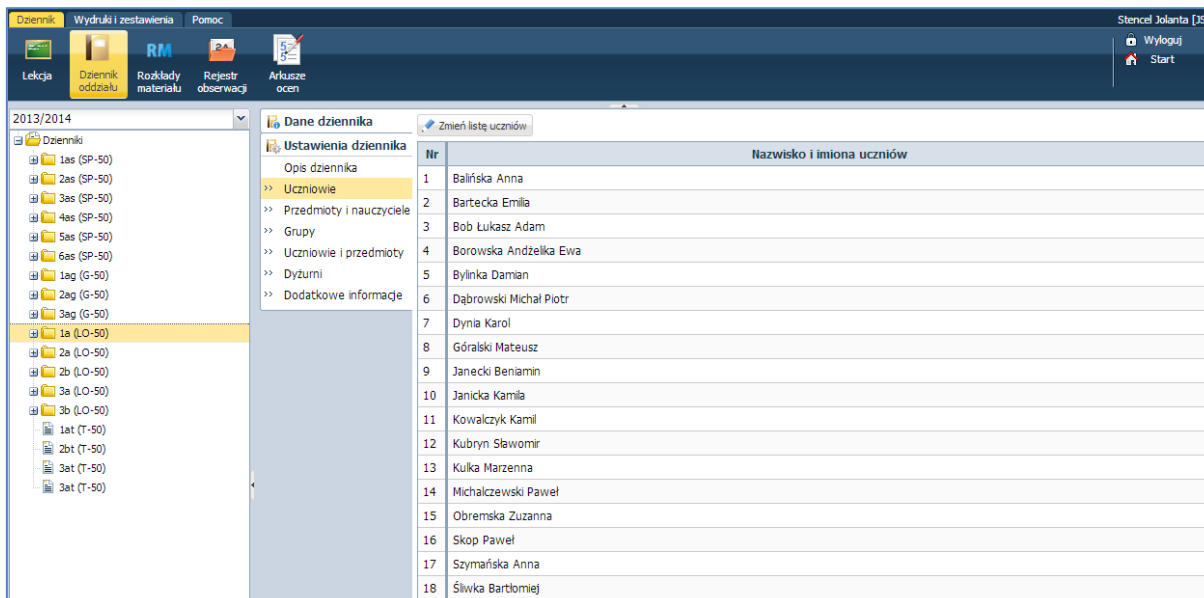 Dziennik Wydruki i zestawienia Pomoc Stencel Jolanta [JS
Wyloguj
Start
RM
Lekcja Dziennik oddziału Rozkłady materiału Rejestr obserwacji Arkusze ocen
2013/2014
Dzienniki
1as (SP-50)
2as (SP-50)
3as (SP-50)
4as (SP-50)
5as (SP-50)
6as (SP-50)
1ag (G-50)
2ag (G-50)
3ag (G-50)
1a (LO-50)
2a (LO-50)
2b (LO-50)
3a (LO-50)
3b (LO-50)
1at (T-50)
2bt (T-50)
3at (T-50)
3at (T-50)
Dane dziennika
Ustawienia dziennika
Opis dziennika
>> Uczniowie
>> Przedmioty i nauczyciele
>> Grupy
>> Uczniowie i przedmioty
>> Dyżurni
>> Dodatkowe informacje
Zmień listę uczniów
Nr Nazwisko i imiona uczniów
1 Balińska Anna
2 Bartecka Emilia
3 Bob Łukasz Adam
4 Borowska Andżelika Ewa
5 Bylinka Damian
6 Dąbrowski Michał Piotr
7 Dynia Karol
8 Góralski Mateusz
9 Janecki Beniamin
10 Janicka Kamila
11 Kowalczyk Kamil
12 Kubryn Sławomir
13 Kulka Marzenna
14 Michalczewski Paweł
15 Obremska Zuzanna
16 Skop Paweł
17 Szymańska Anna
18 Śliwka Bartłomiej